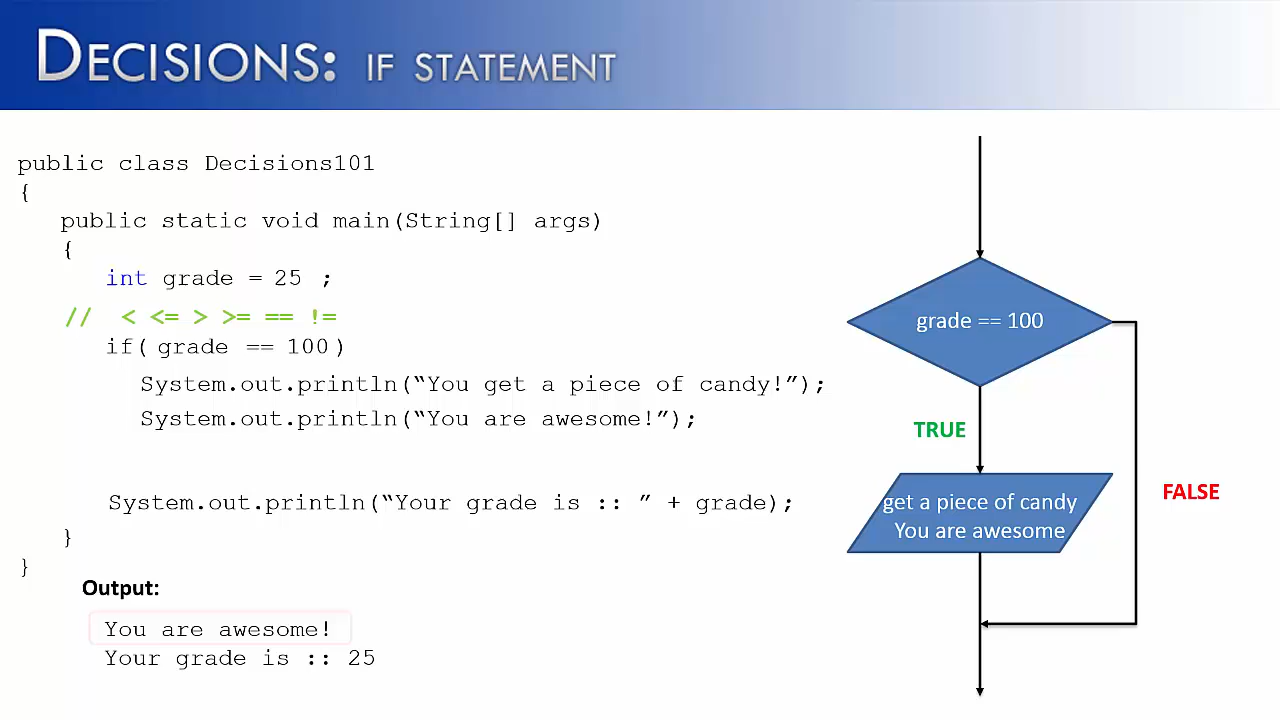 DECISIONS: IF STATEMENT
public class Decisions101
{
public static void main(String[] args)
{
int grade = 25 ;
// < <= > >= == !=
if( grade == 100 )
System.out.println(“You get a piece of candy!”);
System.out.println(“You are awesome!”);
System.out.println(“Your grade is :: ” + grade);
}
}
Output:
You are awesome!
Your grade is :: 25
grade == 100
TRUE
FALSE
get a piece of candy
You are awesome